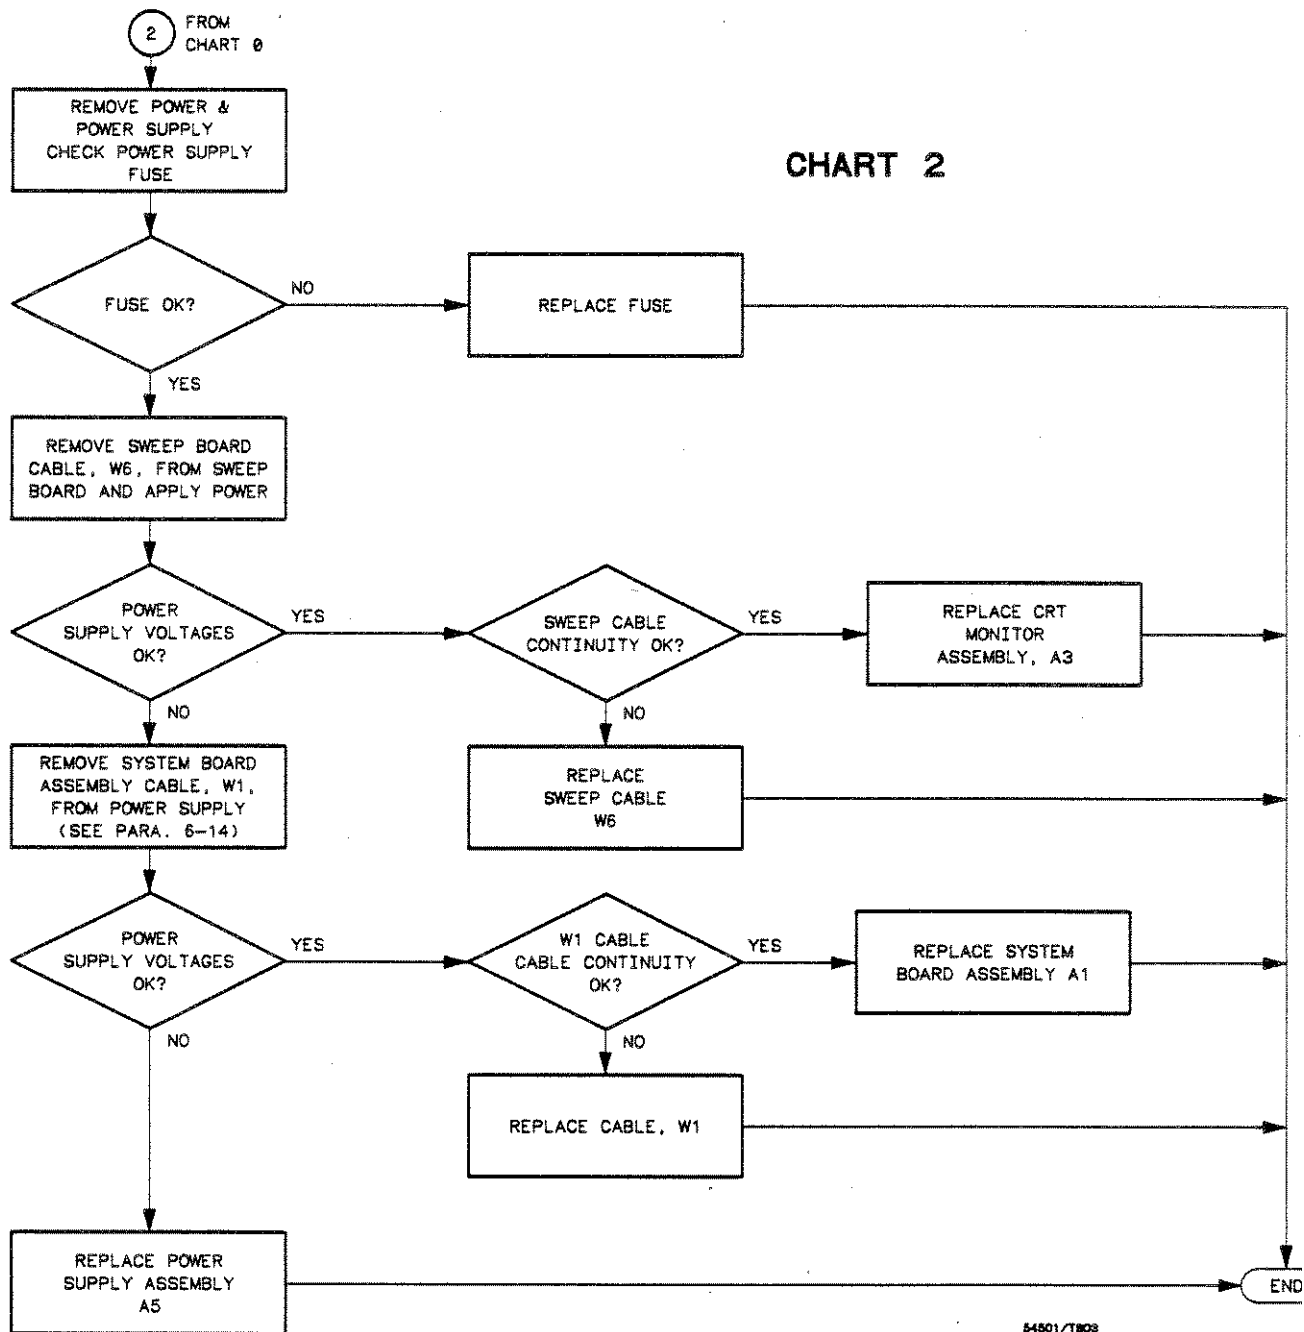 2
FROM
CHART 0
REMOVE POWER &
POWER SUPPLY
CHECK POWER SUPPLY
FUSE
CHART 2
FUSE OK?
NO
REPLACE FUSE
YES
REMOVE SWEEP BOARD
CABLE, W6, FROM SWEEP
BOARD AND APPLY POWER
POWER
SUPPLY VOLTAGES
OK?
YES
SWEEP CABLE
CONTINUITY OK?
YES
REPLACE CRT
MONITOR
ASSEMBLY, A3
NO
NO
REMOVE SYSTEM BOARD
ASSEMBLY CABLE, W1,
FROM POWER SUPPLY
(SEE PARA. 6-14)
REPLACE
SWEEP CABLE
W6
POWER
SUPPLY VOLTAGES
OK?
YES
W1 CABLE
CABLE CONTINUITY
OK?
YES
REPLACE SYSTEM
BOARD ASSEMBLY A1
NO
NO
REPLACE CABLE, W1
REPLACE POWER
SUPPLY ASSEMBLY
A5
END
54501/T803